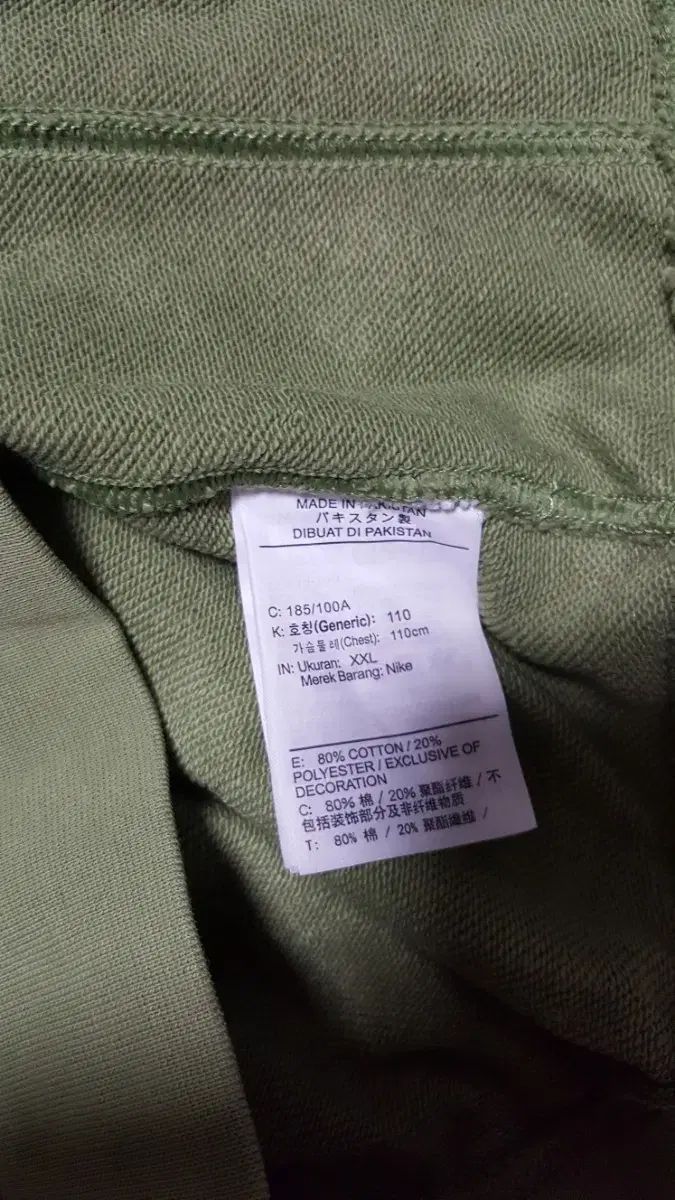 MADE IN PAKISTAN
パキスタン製
DIBUAT DI PAKISTAN
C: 185/100A
K: 호칭(Generic): 110
가슴둘레(Chest): 110cm
IN: Ukuran: XXL
Merek Barang: Nike
E: 80% COTTON / 20%
POLYESTER / EXCLUSIVE OF
DECORATION
C: 80% 棉 / 20% 聚酯纤维 / 不
包括装饰部分及非纤维物质
T: 80% 棉 / 20% 聚酯纖維 /